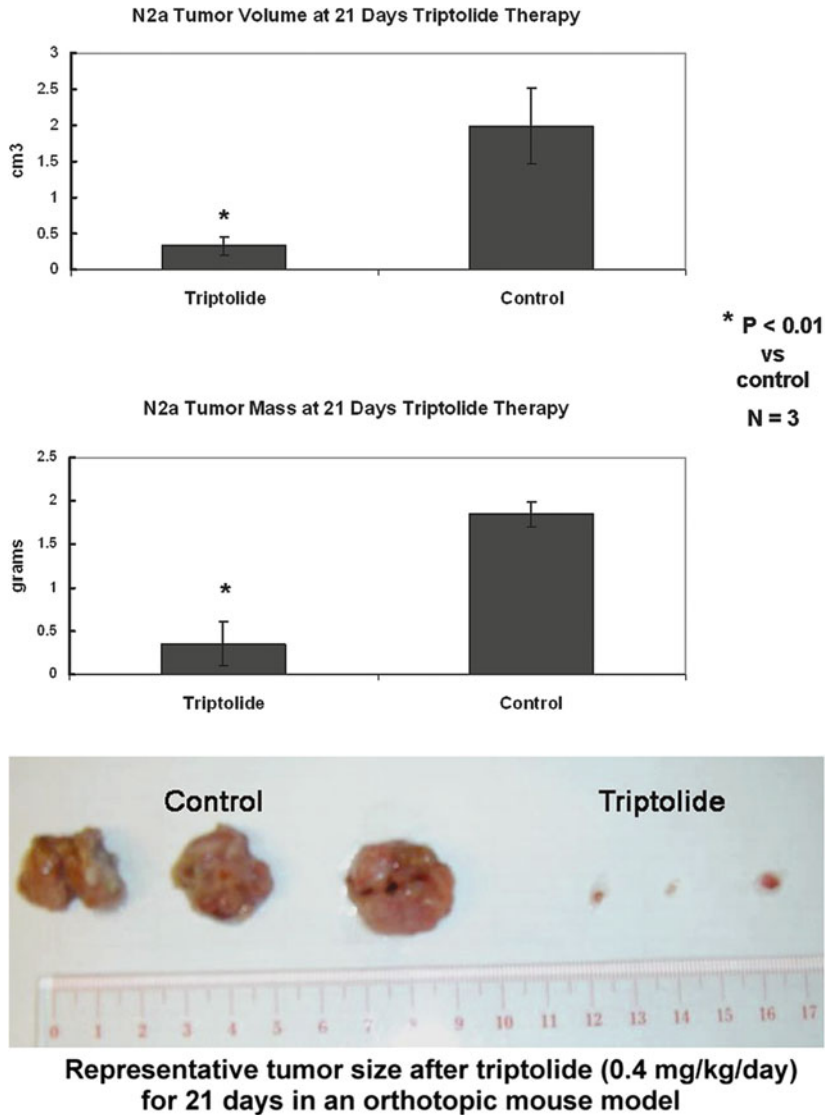 N2a Tumor Volume at 21 Days Triptolide Therapy
3
2.5
2
1.5
1
0.5
0
cm3
*
Triptolide
Control
* P < 0.01
vs
control
N = 3
N2a Tumor Mass at 21 Days Triptolide Therapy
2.5
2
1.5
1
0.5
0
grams
*
Triptolide
Control
Control
Triptolide
0 1 2 3 4 5 6 7 8 9 10 11 12 13 14 15 16 17
Representative tumor size after triptolide (0.4 mg/kg/day)
for 21 days in an orthotopic mouse model